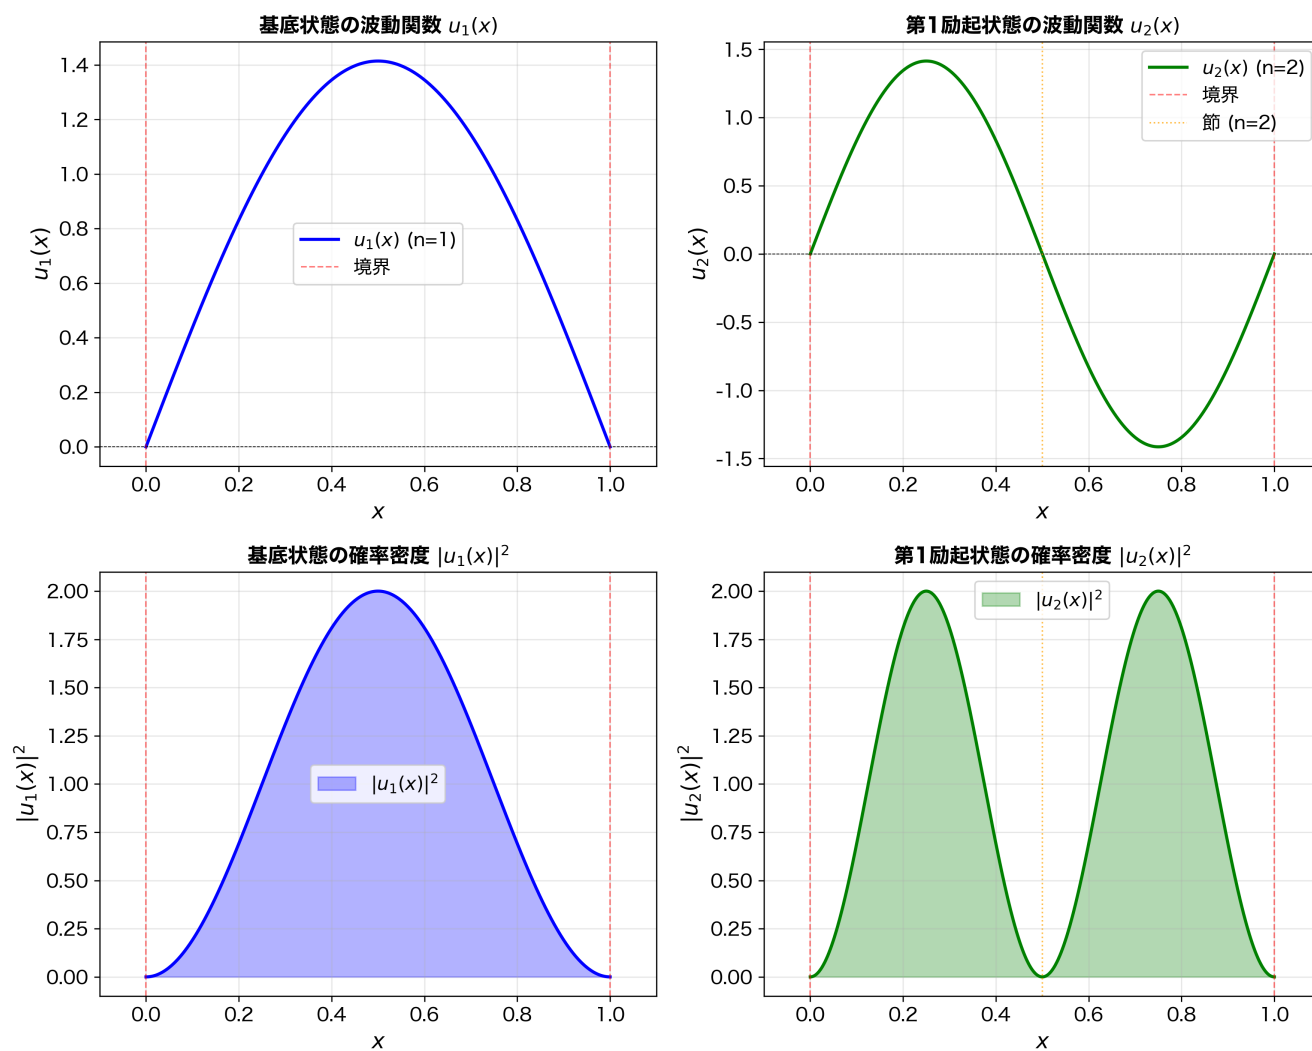 基底状態の波動関数 u₁(x)
1.4
1.2
1.0
0.8
0.6
0.4
0.2
0.0
u₁(x)
u₁(x) (n=1)
境界
0.0 0.2 0.4 0.6 0.8 1.0
x
第1励起状態の波動関数 u₂(x)
1.5
1.0
0.5
0.0
-0.5
-1.0
-1.5
u₂(x)
u₂(x) (n=2)
境界
節 (n=2)
0.0 0.2 0.4 0.6 0.8 1.0
x
基底状態の確率密度 |u₁(x)|²
2.00
1.75
1.50
1.25
1.00
0.75
0.50
0.25
0.00
|u₁(x)|²
|u₁(x)|²
0.0 0.2 0.4 0.6 0.8 1.0
x
第1励起状態の確率密度 |u₂(x)|²
2.00
1.75
1.50
1.25
1.00
0.75
0.50
0.25
0.00
|u₂(x)|²
|u₂(x)|²
0.0 0.2 0.4 0.6 0.8 1.0
x